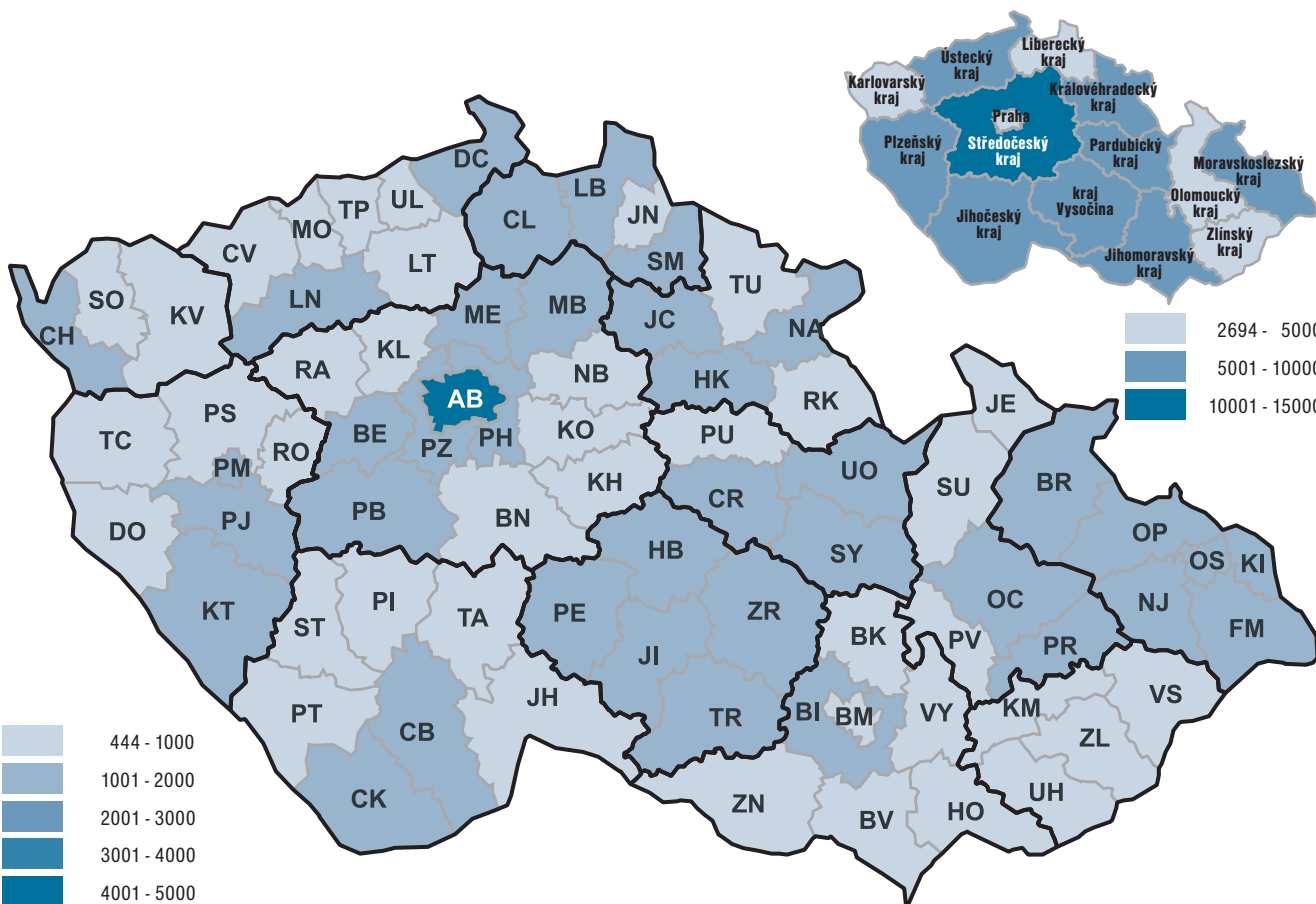 Ústecký
kraj
Liberecký
kraj
Karlovarský
kraj
Královéhradecký
kraj
Praha
Středočeský
kraj
Plzeňský
kraj
Pardubický
kraj
Moravskoslezský
kraj
Olomoucký
kraj
kraj
Vysočina
Jihočeský
kraj
Zlínský
kraj
Jihomoravský
kraj
2694 - 5000
5001 - 10000
10001 - 15000
DC
LB
UL
TP
JN
MO
CL
CV
LT
SM
TU
SO
KV
LN
ME
MB
JC
NA
CH
KL
RA
NB
HK
AB
RK
JE
PS
TC
BE
PZ
PH
KO
PU
RO
PM
UO
SU
BR
KH
CR
PB
BN
PJ
DO
OP
HB
SY
OS
KI
PI
TA
KT
ST
PE
ZR
OC
NJ
FM
BK
PV
PR
JI
VS
PT
JH
CB
TR
BI
BM
VY
KM
ZL
CK
ZN
BV
HO
UH
444 - 1000
1001 - 2000
2001 - 3000
3001 - 4000
4001 - 5000